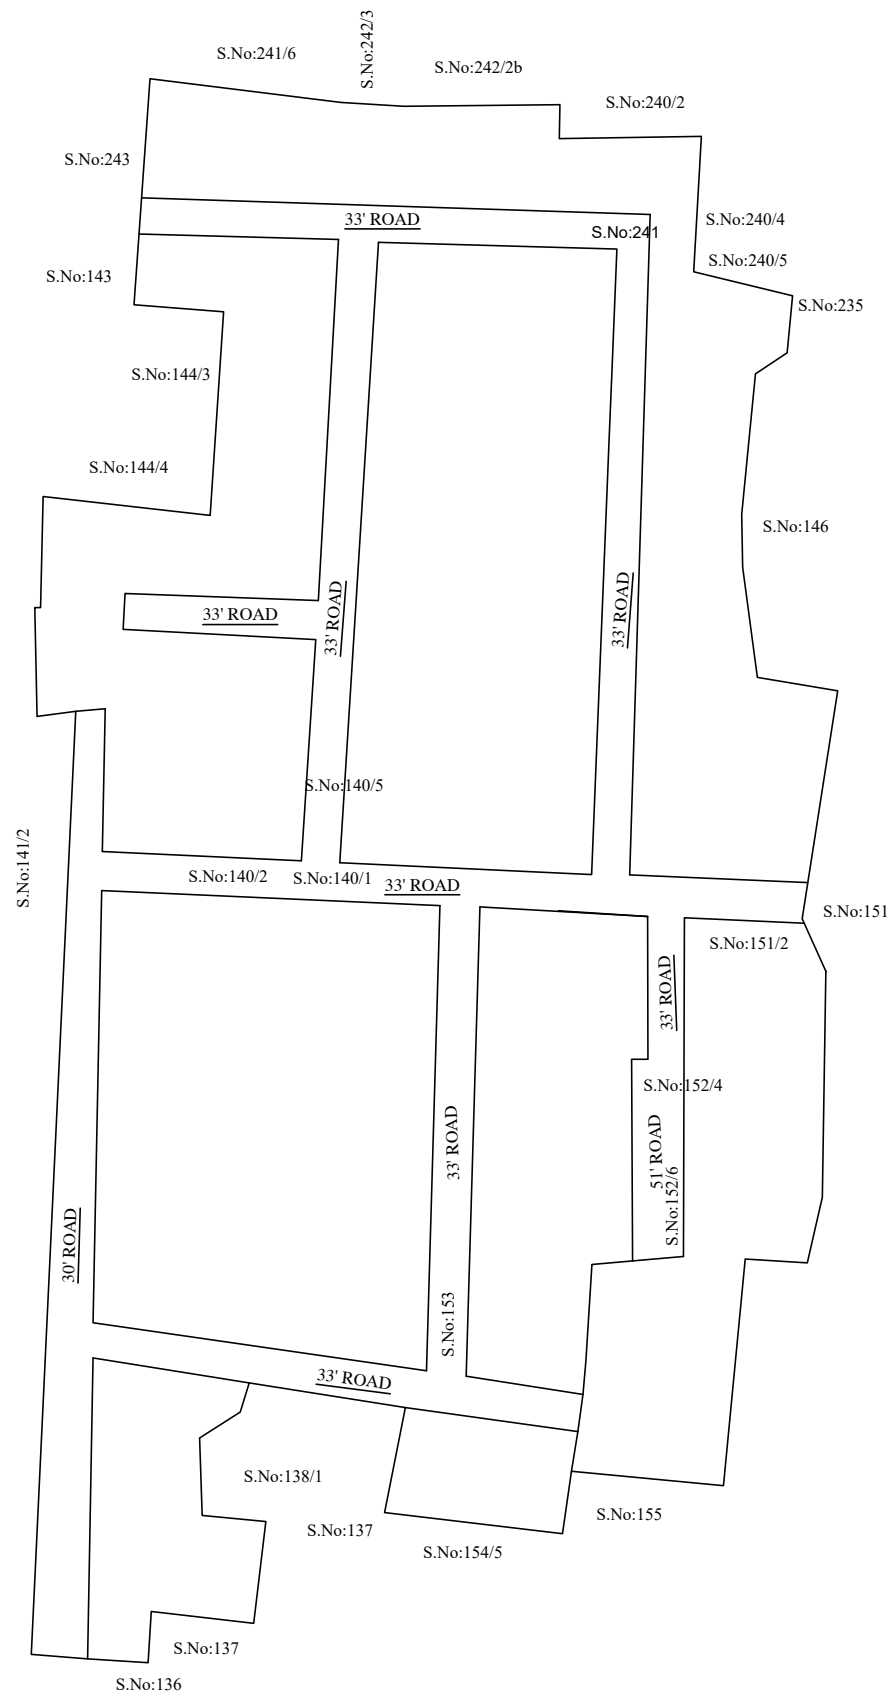 S.No:241/6
S.No:242/3
S.No:242/2b
S.No:240/2
S.No:243
33' ROAD
S.No:240/4
S.No:241
S.No:240/5
S.No:143
S.No:235
S.No:144/3
S.No:144/4
S.No:146
33' ROAD
33' ROAD
33' ROAD
S.No:140/5
S.No:141/2
S.No:140/2
S.No:140/1
33' ROAD
S.No:151
S.No:151/2
33' ROAD
S.No:152/4
33' ROAD
51' ROAD
S.No:152/6
30' ROAD
S.No:153
33' ROAD
S.No:138/1
S.No:155
S.No:137
S.No:154/5
S.No:137
S.No:136